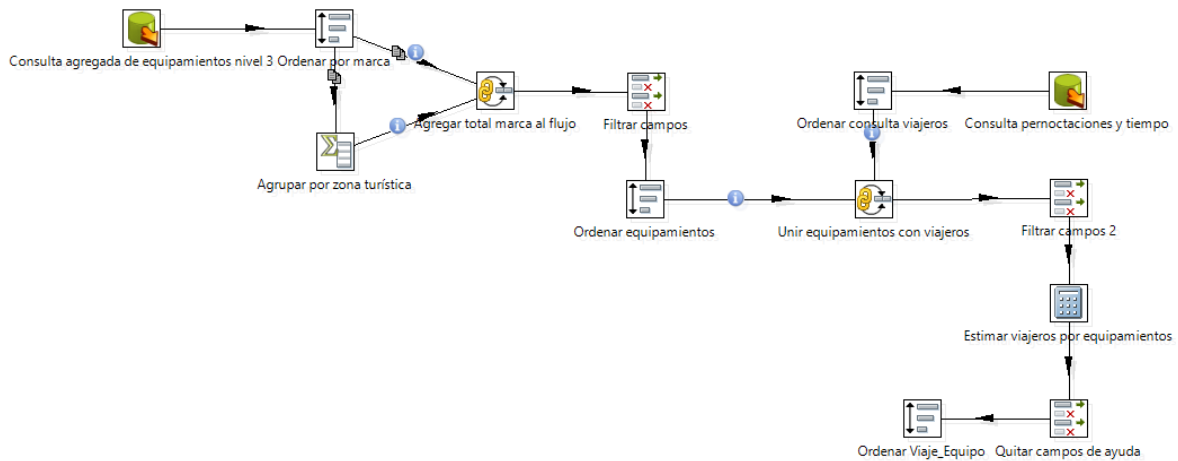 Consulta agregada de equipamientos nivel 3
Ordenar por marca
Agregar total marca al flujo
Filtrar campos
Ordenar consulta viajeros
Consulta pernoctaciones y tiempo
Agrupar por zona turística
Ordenar equipamientos
Unir equipamientos con viajeros
Filtrar campos 2
Estimar viajeros por equipamientos
Ordenar Viaje_Equipo
Quitar campos de ayuda